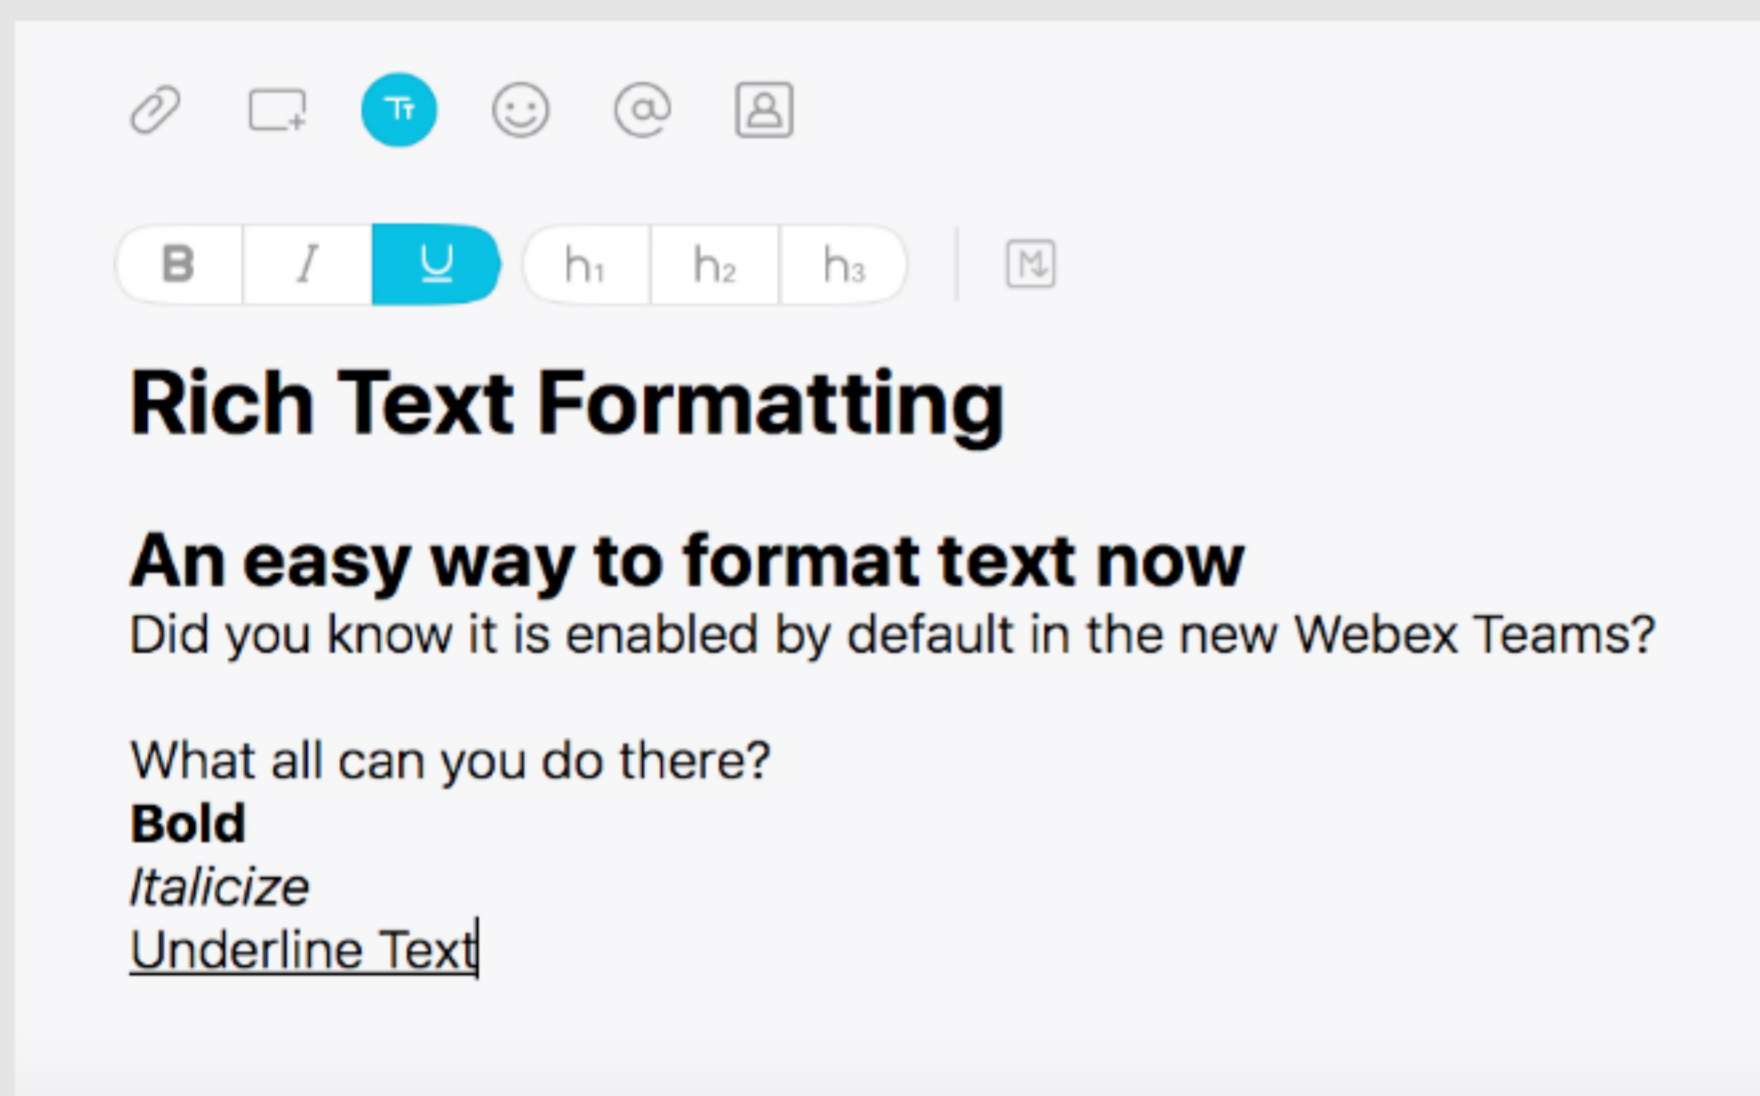 Tт @
B I U h1 h2 h3 M↓
Rich Text Formatting
An easy way to format text now
Did you know it is enabled by default in the new Webex Teams?
What all can you do there?
Bold
Italicize
Underline Text